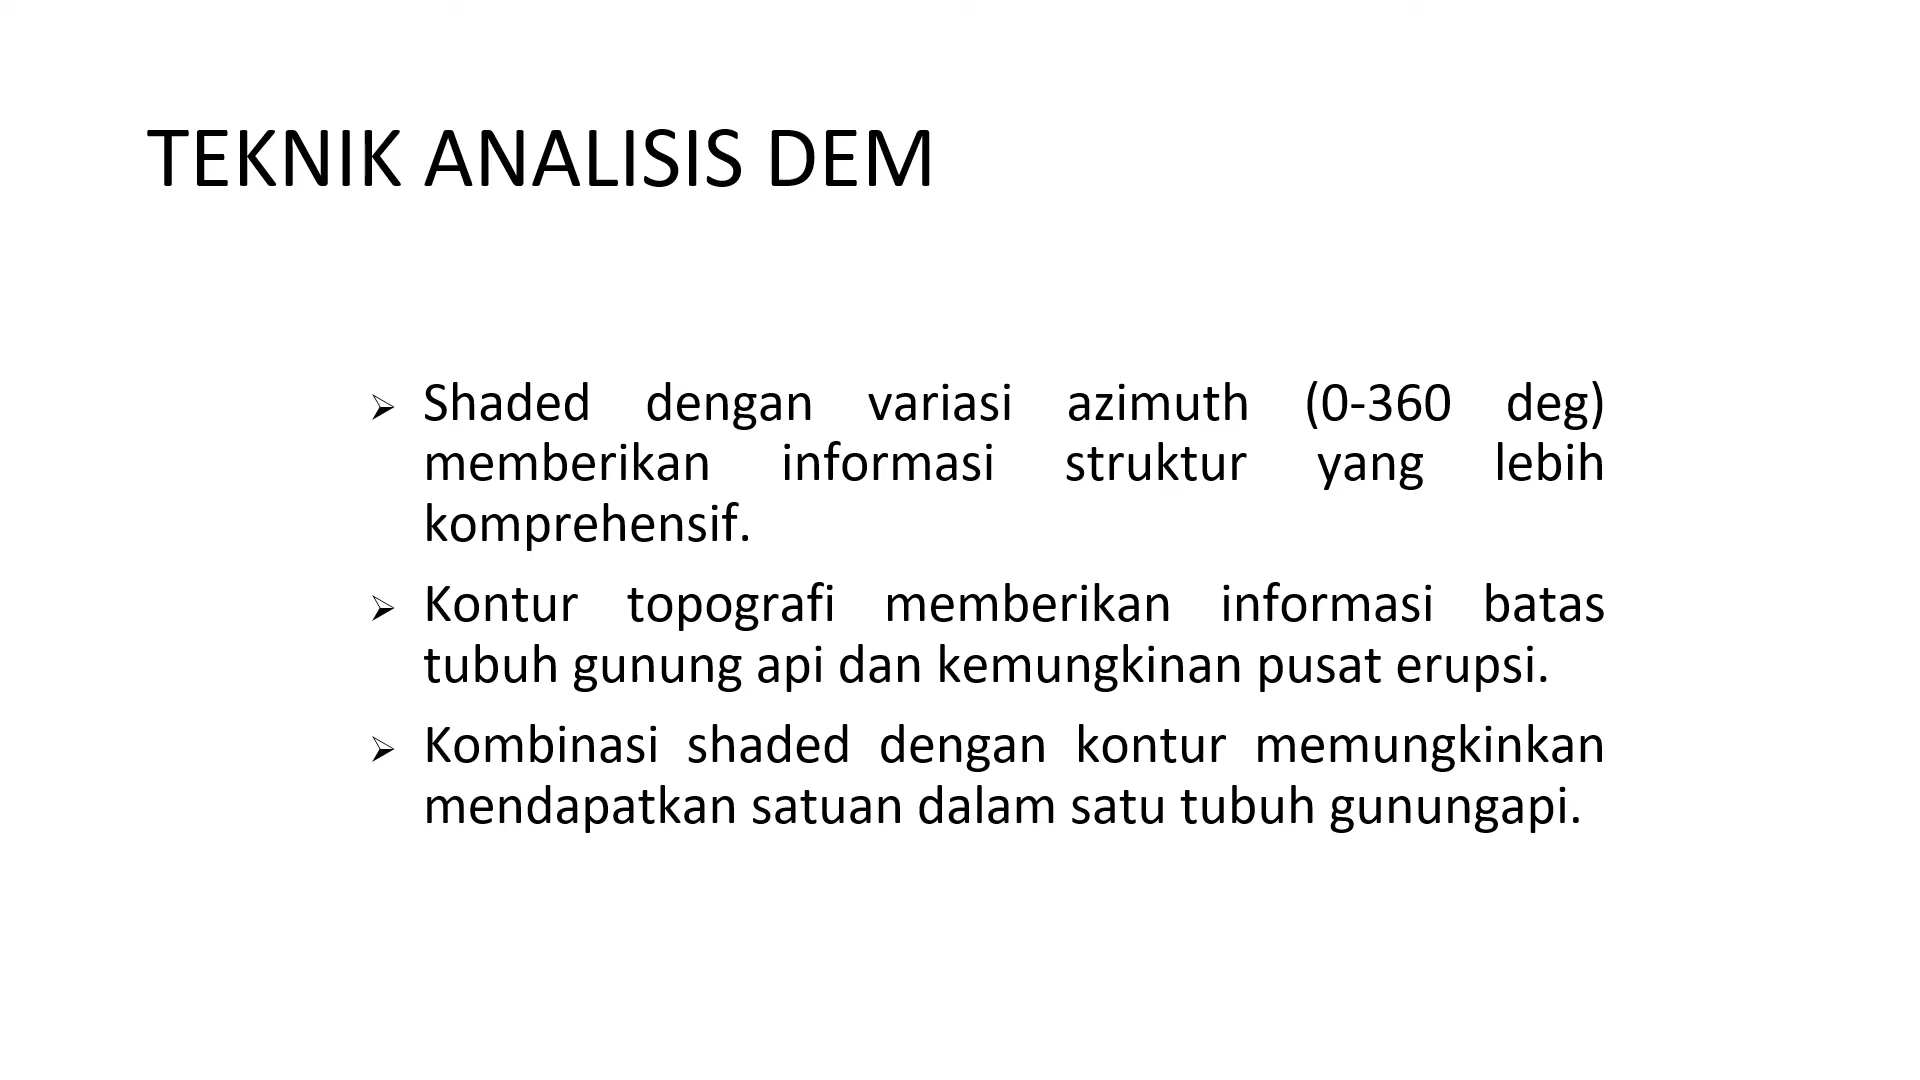 TEKNIK ANALISIS DEM
➢ Shaded dengan variasi azimuth (0-360 deg)
memberikan informasi struktur yang lebih
komprehensif.
➢ Kontur topografi memberikan informasi batas
tubuh gunung api dan kemungkinan pusat erupsi.
➢ Kombinasi shaded dengan kontur memungkinkan
mendapatkan satuan dalam satu tubuh gunungapi.